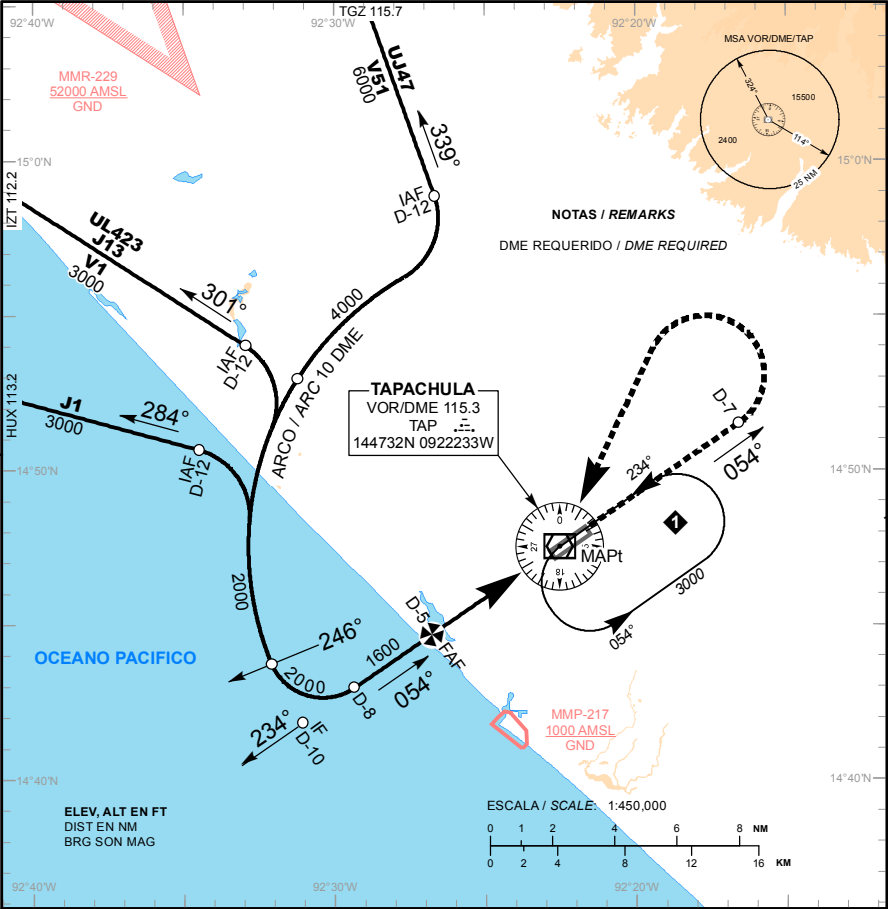 92°40'W
92°30'W
92°20'W
TGZ 115.7
MSA VOR/DME/TAP
324°
15500
2400
114°
25 NM
MMR-229
52000 AMSL
GND
UJ47
V51
6000
339°
15°0'N
15°0'N
IZT 112.2
IAF
D-12
NOTAS / REMARKS
DME REQUERIDO / DME REQUIRED
UL423
J13
V1
3000
301°
4000
IAF
D-12
ARCO / ARC 10 DME
HUX 113.2
J1
3000
284°
IAF
D-12
TAPACHULA
VOR/DME 115.3
TAP
144732N 0922233W
D-7
054°
234°
14°50'N
14°50'N
1
0
27
18
MAPt
3000
054°
2000
246°
2000
D-5
FAF
1600
054°
D-8
OCEANO PACIFICO
234°
IF
D-10
MMP-217
1000 AMSL
GND
14°40'N
14°40'N
ELEV, ALT EN FT
DIST EN NM
BRG SON MAG
ESCALA / SCALE: 1:450,000
0 1 2 4 6 8 NM
0 2 4 8 12 16 KM
92°40'W
92°30'W
92°20'W